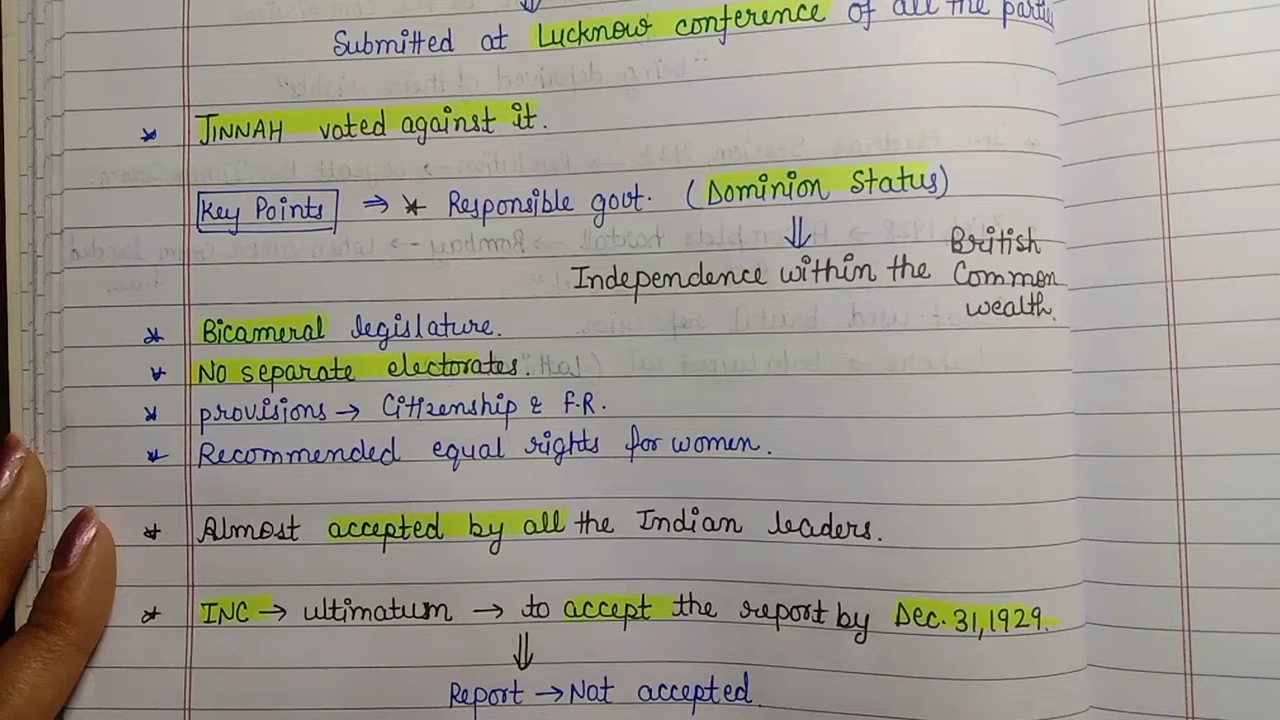 Submitted at Lucknow conference of all the party
* JINNAH voted against it.
Key Points ⇒ * Responsible govt. (Dominion Status)
⇓
Independence within the British Common wealth.
* Bicameral legislature.
* No separate electorates.
* provisions → Citizenship & F.R.
* Recommended equal rights for women.
* Almost accepted by all the Indian leaders.
* INC → ultimatum → to accept the report by Dec. 31, 1929.
⇓
Report → Not accepted.